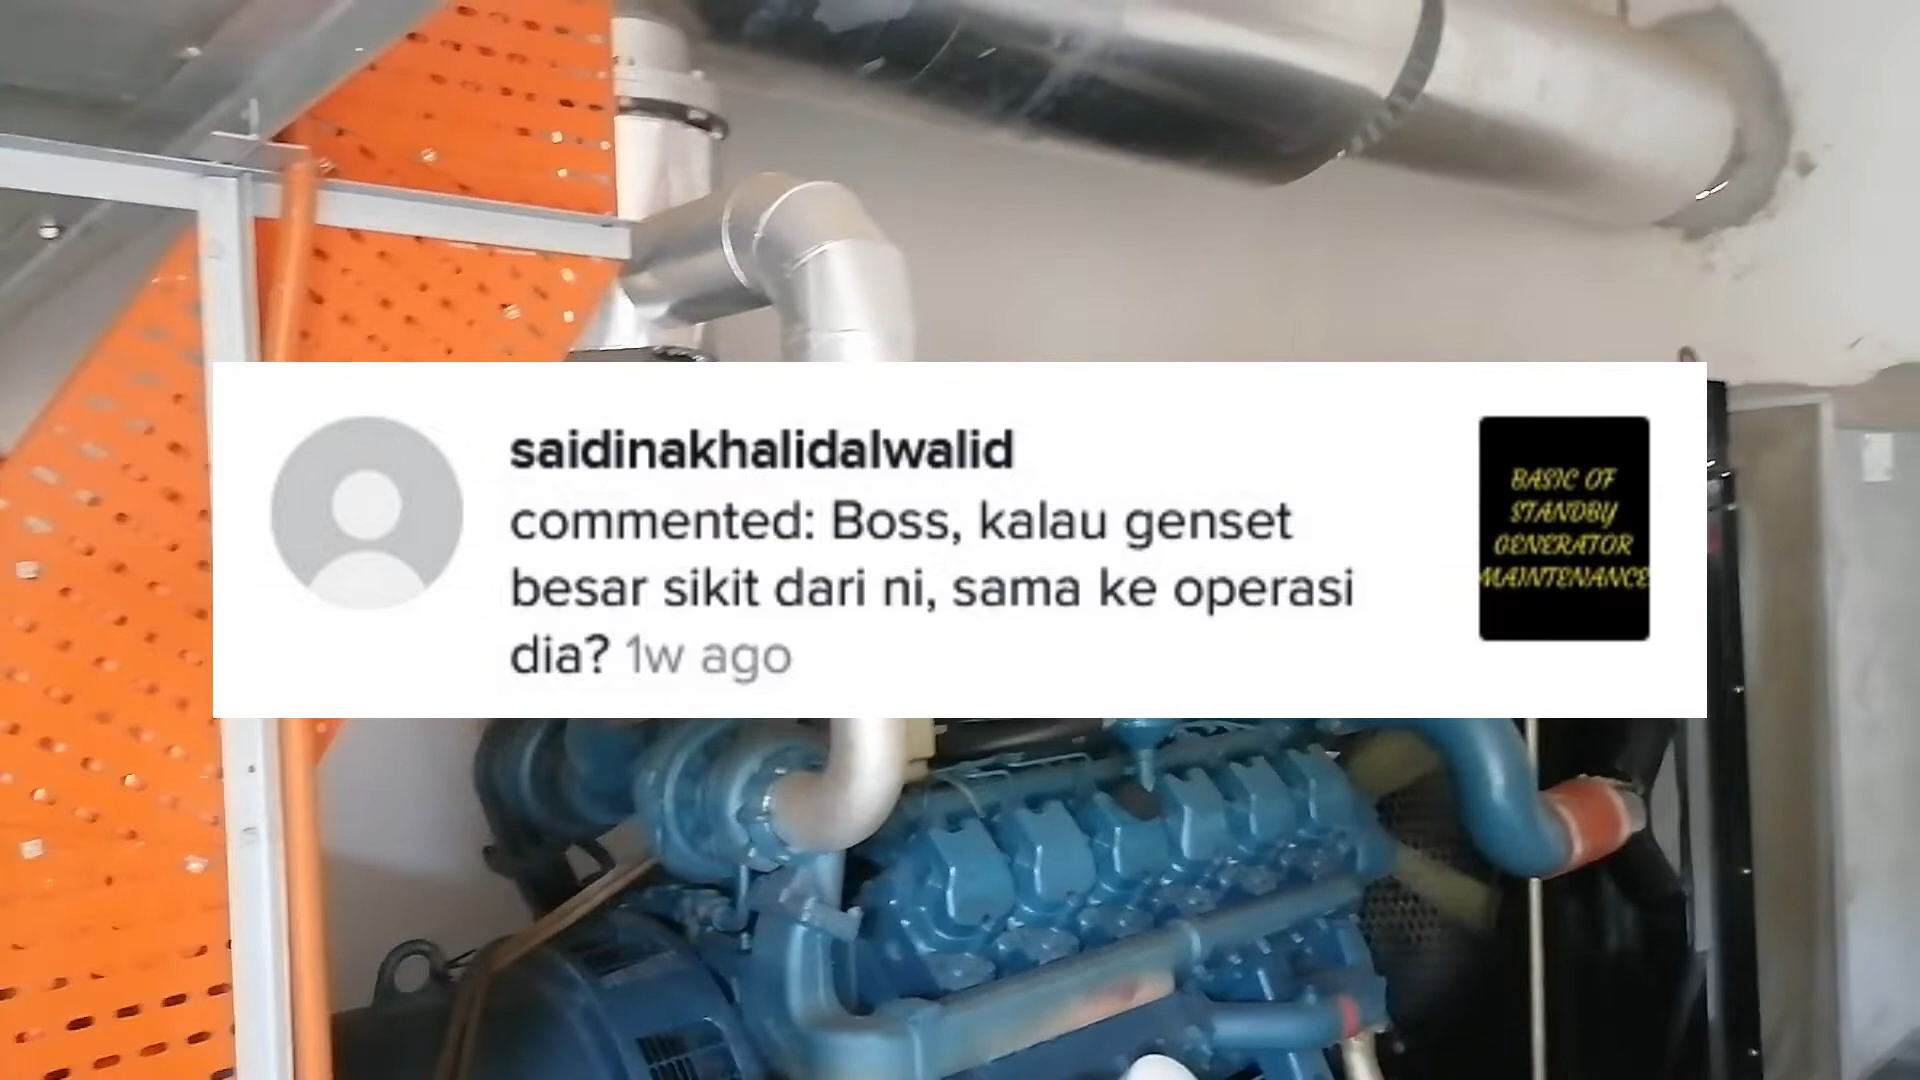 saidinakhalidalwalid
commented: Boss, kalau genset
besar sikit dari ni, sama ke operasi
dia? 1w ago
BASIC OF
STANDBY
GENERATOR
MAINTENANCE